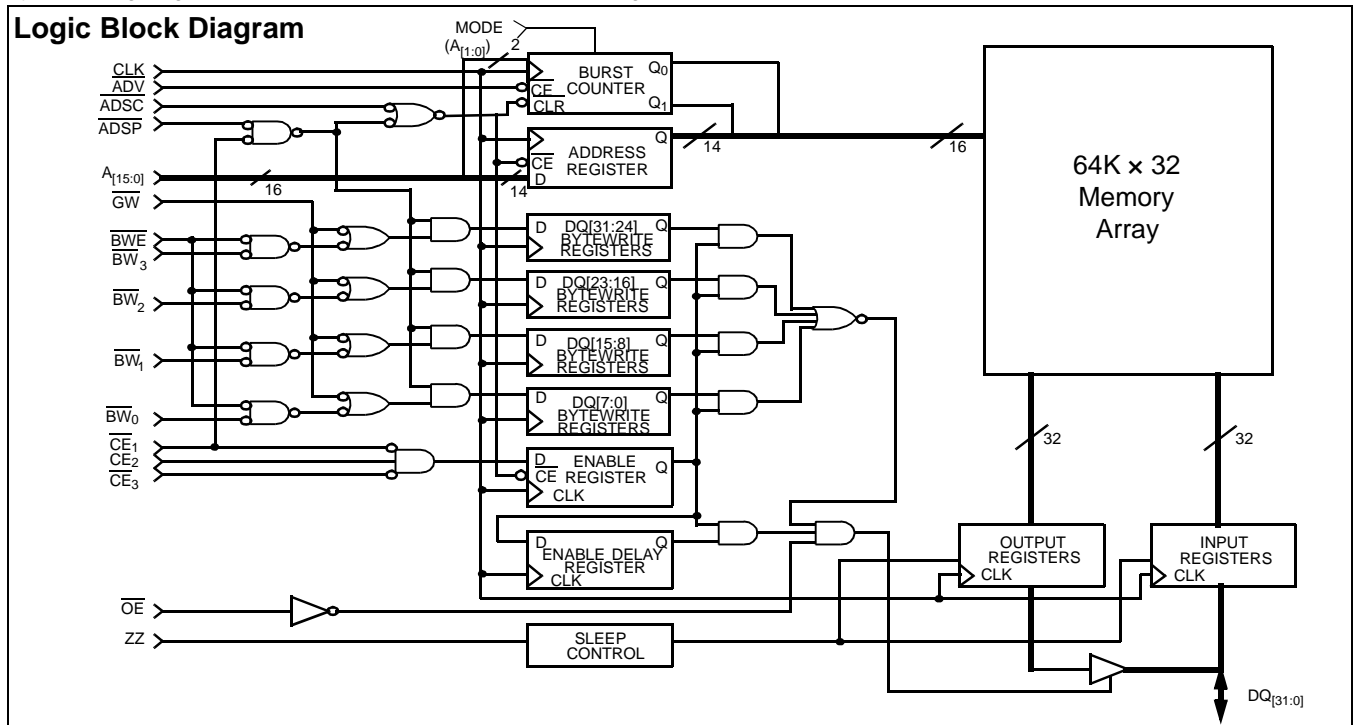 Logic Block Diagram
MODE
(A[1:0])
2
CLK
ADV
ADSC
ADSP
BURST
COUNTER
CE
CLR
Q0
Q1
ADDRESS
REGISTER
CE
D
Q
14
16
A[15:0]
16
14
GW
BWE
BW3
BW2
BW1
BW0
CE1
CE2
CE3
D
DQ[31:24]
BYTEWRITE
REGISTERS
Q
D
DQ[23:16]
BYTEWRITE
REGISTERS
Q
D
DQ[15:8]
BYTEWRITE
REGISTERS
Q
D
DQ[7:0]
BYTEWRITE
REGISTERS
Q
D
CE
ENABLE
REGISTER
CLK
Q
D
ENABLE DELAY
REGISTER
CLK
Q
64K × 32
Memory
Array
32
32
OUTPUT
REGISTERS
CLK
INPUT
REGISTERS
CLK
OE
ZZ
SLEEP
CONTROL
DQ[31:0]